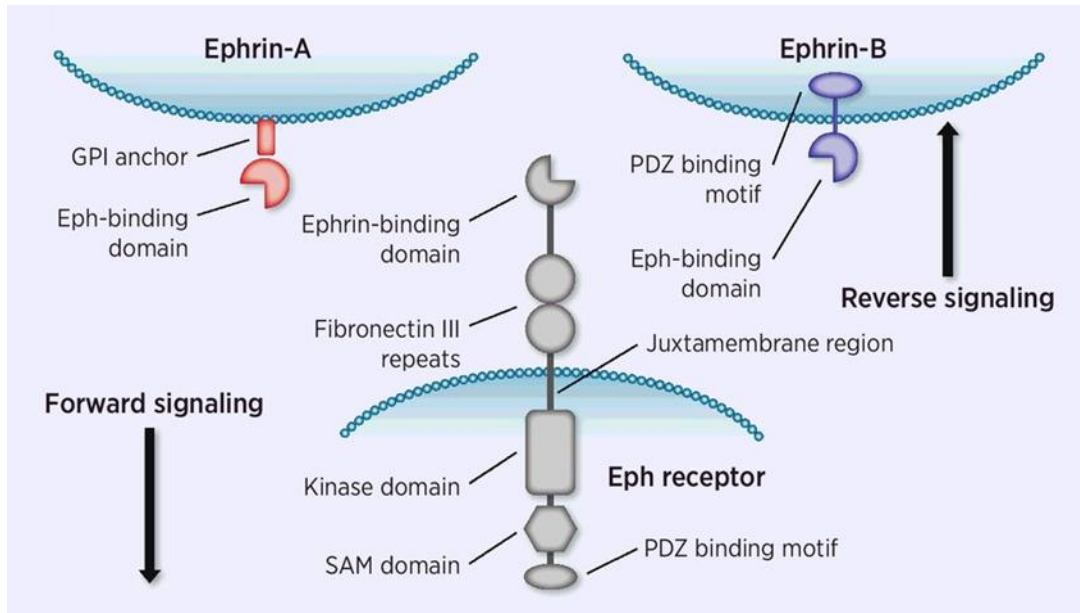 Ephrin-A
Ephrin-B
GPI anchor
Eph-binding
domain
Ephrin-binding
domain
PDZ binding
motif
Eph-binding
domain
Reverse signaling
Fibronectin III
repeats
Juxtamembrane region
Forward signaling
Kinase domain
Eph receptor
SAM domain
PDZ binding motif